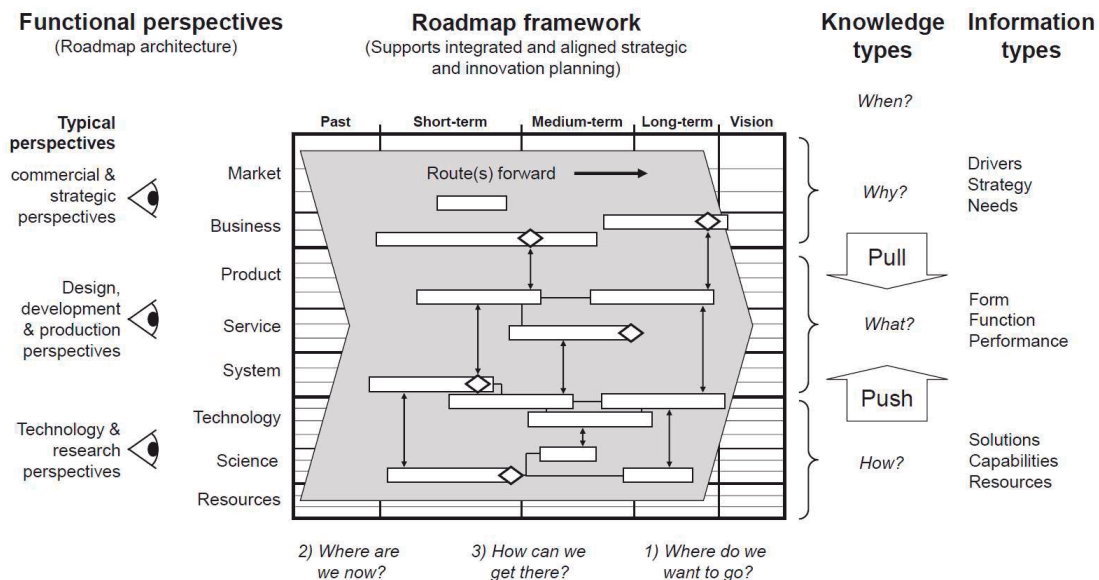 Functional perspectives
(Roadmap architecture)
Roadmap framework
(Supports integrated and aligned strategic
and innovation planning)
Knowledge
types
Information
types
When?
Typical
perspectives
Past
Short-term
Medium-term
Long-term
Vision
commercial &
strategic
perspectives
Market
Business
Route(s) forward
Why?
Drivers
Strategy
Needs
Pull
Design,
development
& production
perspectives
Product
Service
System
What?
Form
Function
Performance
Push
Technology &
research
perspectives
Technology
Science
Resources
How?
Solutions
Capabilities
Resources
2) Where are
we now?
3) How can we
get there?
1) Where do we
want to go?